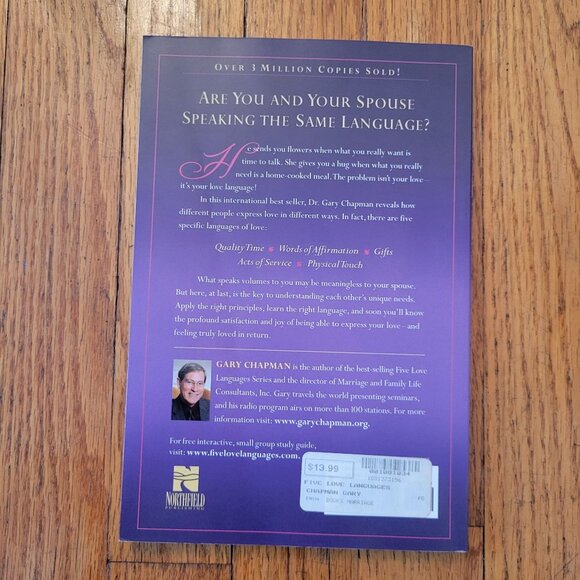 OVER 3 MILLION COPIES SOLD!
ARE YOU AND YOUR SPOUSE
SPEAKING THE SAME LANGUAGE?
He sends you flowers when what you really want is
time to talk. She gives you a hug when what you really
need is a home-cooked meal. The problem isn't your love–
it's your love language!
In this international best seller, Dr. Gary Chapman reveals how
different people express love in different ways. In fact, there are five
specific languages of love:
Quality Time Words of Affirmation Gifts
Acts of Service Physical Touch
What speaks volumes to you may be meaningless to your spouse.
But here, at last, is the key to understanding each other's unique needs.
Apply the right principles, learn the right language, and soon you'll know
the profound satisfaction and joy of being able to express your love–and
feeling truly loved in return.
GARY CHAPMAN is the author of the best-selling Five Love
Languages Series and the director of Marriage and Family Life
Consultants, Inc. Gary travels the world presenting seminars,
and his radio program airs on more than 100 stations. For more
information visit: www.garychapman.org.
For free interactive, small group study guide,
visit: www.fivelovelanguages.com.
NORTHFIELD
PUBLISHING
$13.99
FIVE LOVE LANGUAGES
CHAPMAN GARY
MARRIAGE